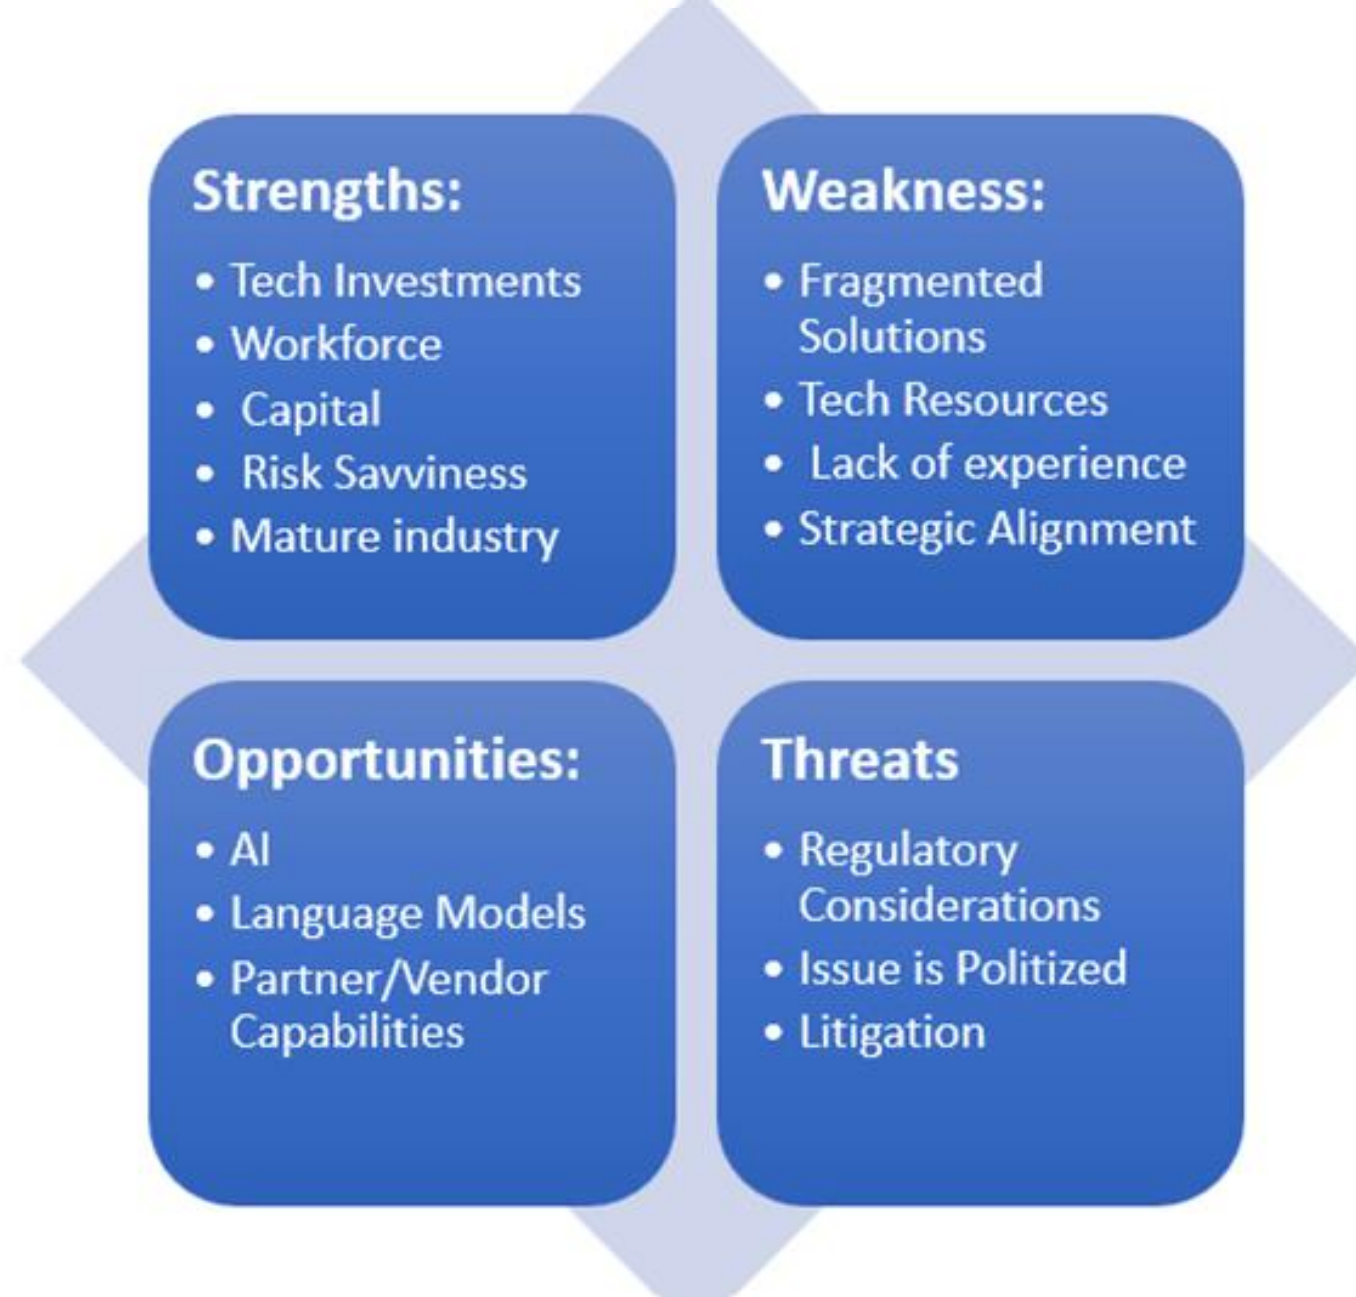 Strengths:
• Tech Investments
• Workforce
• Capital
• Risk Savviness
• Mature industry
Weakness:
• Fragmented
Solutions
• Tech Resources
• Lack of experience
• Strategic Alignment
Opportunities:
• AI
• Language Models
• Partner/Vendor
Capabilities
Threats
• Regulatory
Considerations
• Issue is Politized
• Litigation